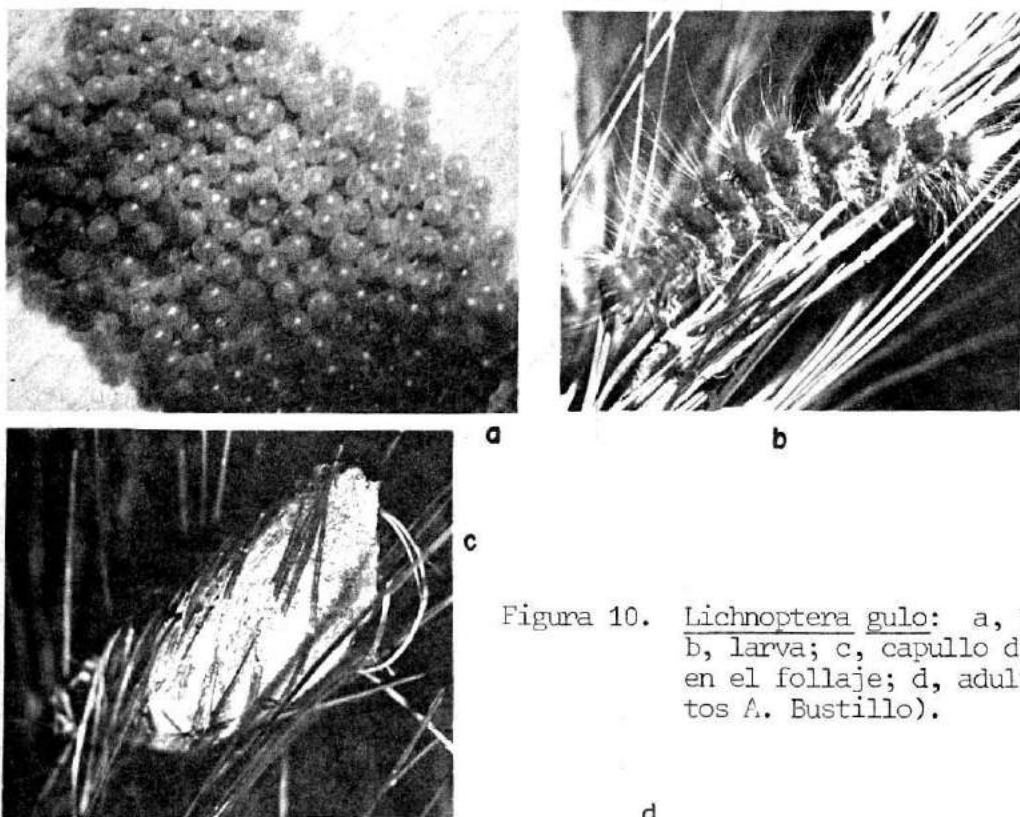 a
b
c
Figura 10. Lichnoptera gulo: a,
b, larva; c, capullo d
en el follaje; d, adul
tos A. Bustillo).
d